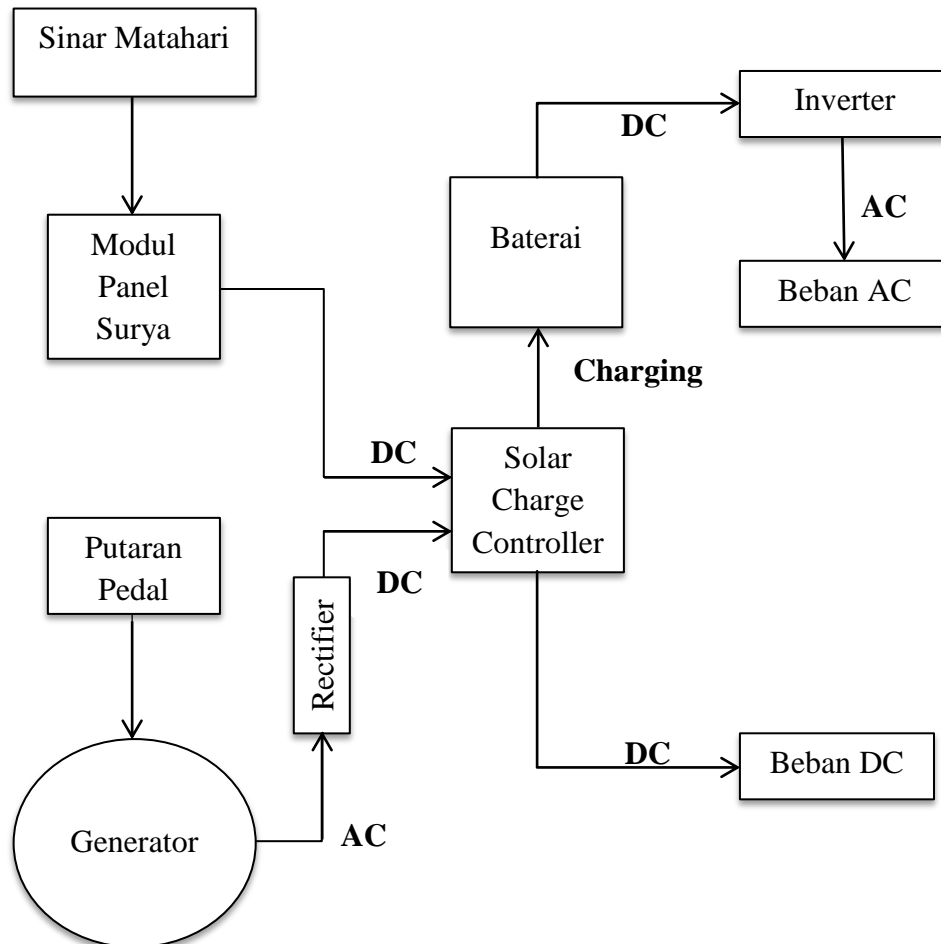 Sinar Matahari
Inverter
DC
AC
Modul
Panel
Surya
Baterai
Beban AC
Charging
DC
Solar
Charge
Controller
Putaran
Pedal
DC
Rectifier
DC
Beban DC
Generator
AC